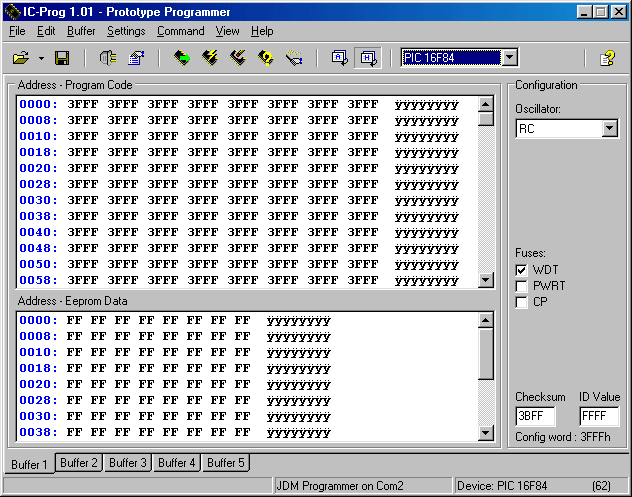 IC-Prog 1.01 - Prototype Programmer
File Edit Buffer Settings Command View Help
PIC 16F84
Address - Program Code
0000: 3FFF 3FFF 3FFF 3FFF 3FFF 3FFF 3FFF 3FFF ÿÿÿÿÿÿÿÿ
0008: 3FFF 3FFF 3FFF 3FFF 3FFF 3FFF 3FFF 3FFF ÿÿÿÿÿÿÿÿ
0010: 3FFF 3FFF 3FFF 3FFF 3FFF 3FFF 3FFF 3FFF ÿÿÿÿÿÿÿÿ
0018: 3FFF 3FFF 3FFF 3FFF 3FFF 3FFF 3FFF 3FFF ÿÿÿÿÿÿÿÿ
0020: 3FFF 3FFF 3FFF 3FFF 3FFF 3FFF 3FFF 3FFF ÿÿÿÿÿÿÿÿ
0028: 3FFF 3FFF 3FFF 3FFF 3FFF 3FFF 3FFF 3FFF ÿÿÿÿÿÿÿÿ
0030: 3FFF 3FFF 3FFF 3FFF 3FFF 3FFF 3FFF 3FFF ÿÿÿÿÿÿÿÿ
0038: 3FFF 3FFF 3FFF 3FFF 3FFF 3FFF 3FFF 3FFF ÿÿÿÿÿÿÿÿ
0040: 3FFF 3FFF 3FFF 3FFF 3FFF 3FFF 3FFF 3FFF ÿÿÿÿÿÿÿÿ
0048: 3FFF 3FFF 3FFF 3FFF 3FFF 3FFF 3FFF 3FFF ÿÿÿÿÿÿÿÿ
0050: 3FFF 3FFF 3FFF 3FFF 3FFF 3FFF 3FFF 3FFF ÿÿÿÿÿÿÿÿ
0058: 3FFF 3FFF 3FFF 3FFF 3FFF 3FFF 3FFF 3FFF ÿÿÿÿÿÿÿÿ
Address - Eeprom Data
0000: FF FF FF FF FF FF FF FF ÿÿÿÿÿÿÿÿ
0008: FF FF FF FF FF FF FF FF ÿÿÿÿÿÿÿÿ
0010: FF FF FF FF FF FF FF FF ÿÿÿÿÿÿÿÿ
0018: FF FF FF FF FF FF FF FF ÿÿÿÿÿÿÿÿ
0020: FF FF FF FF FF FF FF FF ÿÿÿÿÿÿÿÿ
0028: FF FF FF FF FF FF FF FF ÿÿÿÿÿÿÿÿ
0030: FF FF FF FF FF FF FF FF ÿÿÿÿÿÿÿÿ
0038: FF FF FF FF FF FF FF FF ÿÿÿÿÿÿÿÿ
Configuration
Oscillator:
RC
Fuses:
WDT
PWRT
CP
Checksum ID Value
3BFF FFFF
Config word : 3FFFh
Buffer 1 Buffer 2 Buffer 3 Buffer 4 Buffer 5
JDM Programmer on Com2 Device: PIC 16F84 (62)